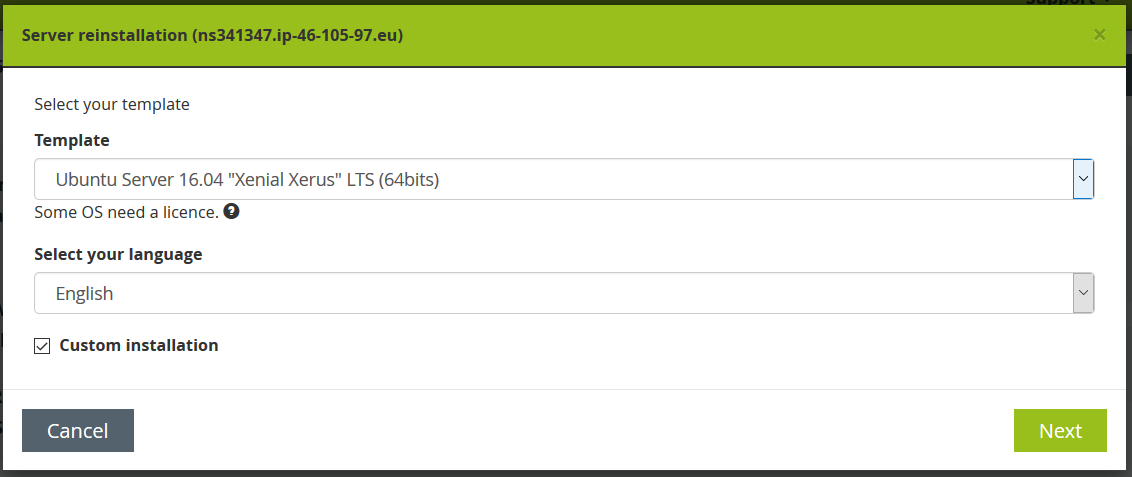 Support
Server reinstallation (ns341347.ip-46-105-97.eu)
×
Select your template
Template
Ubuntu Server 16.04 "Xenial Xerus" LTS (64bits)
Some OS need a licence. ?
Select your language
English
Custom installation
Cancel
Next